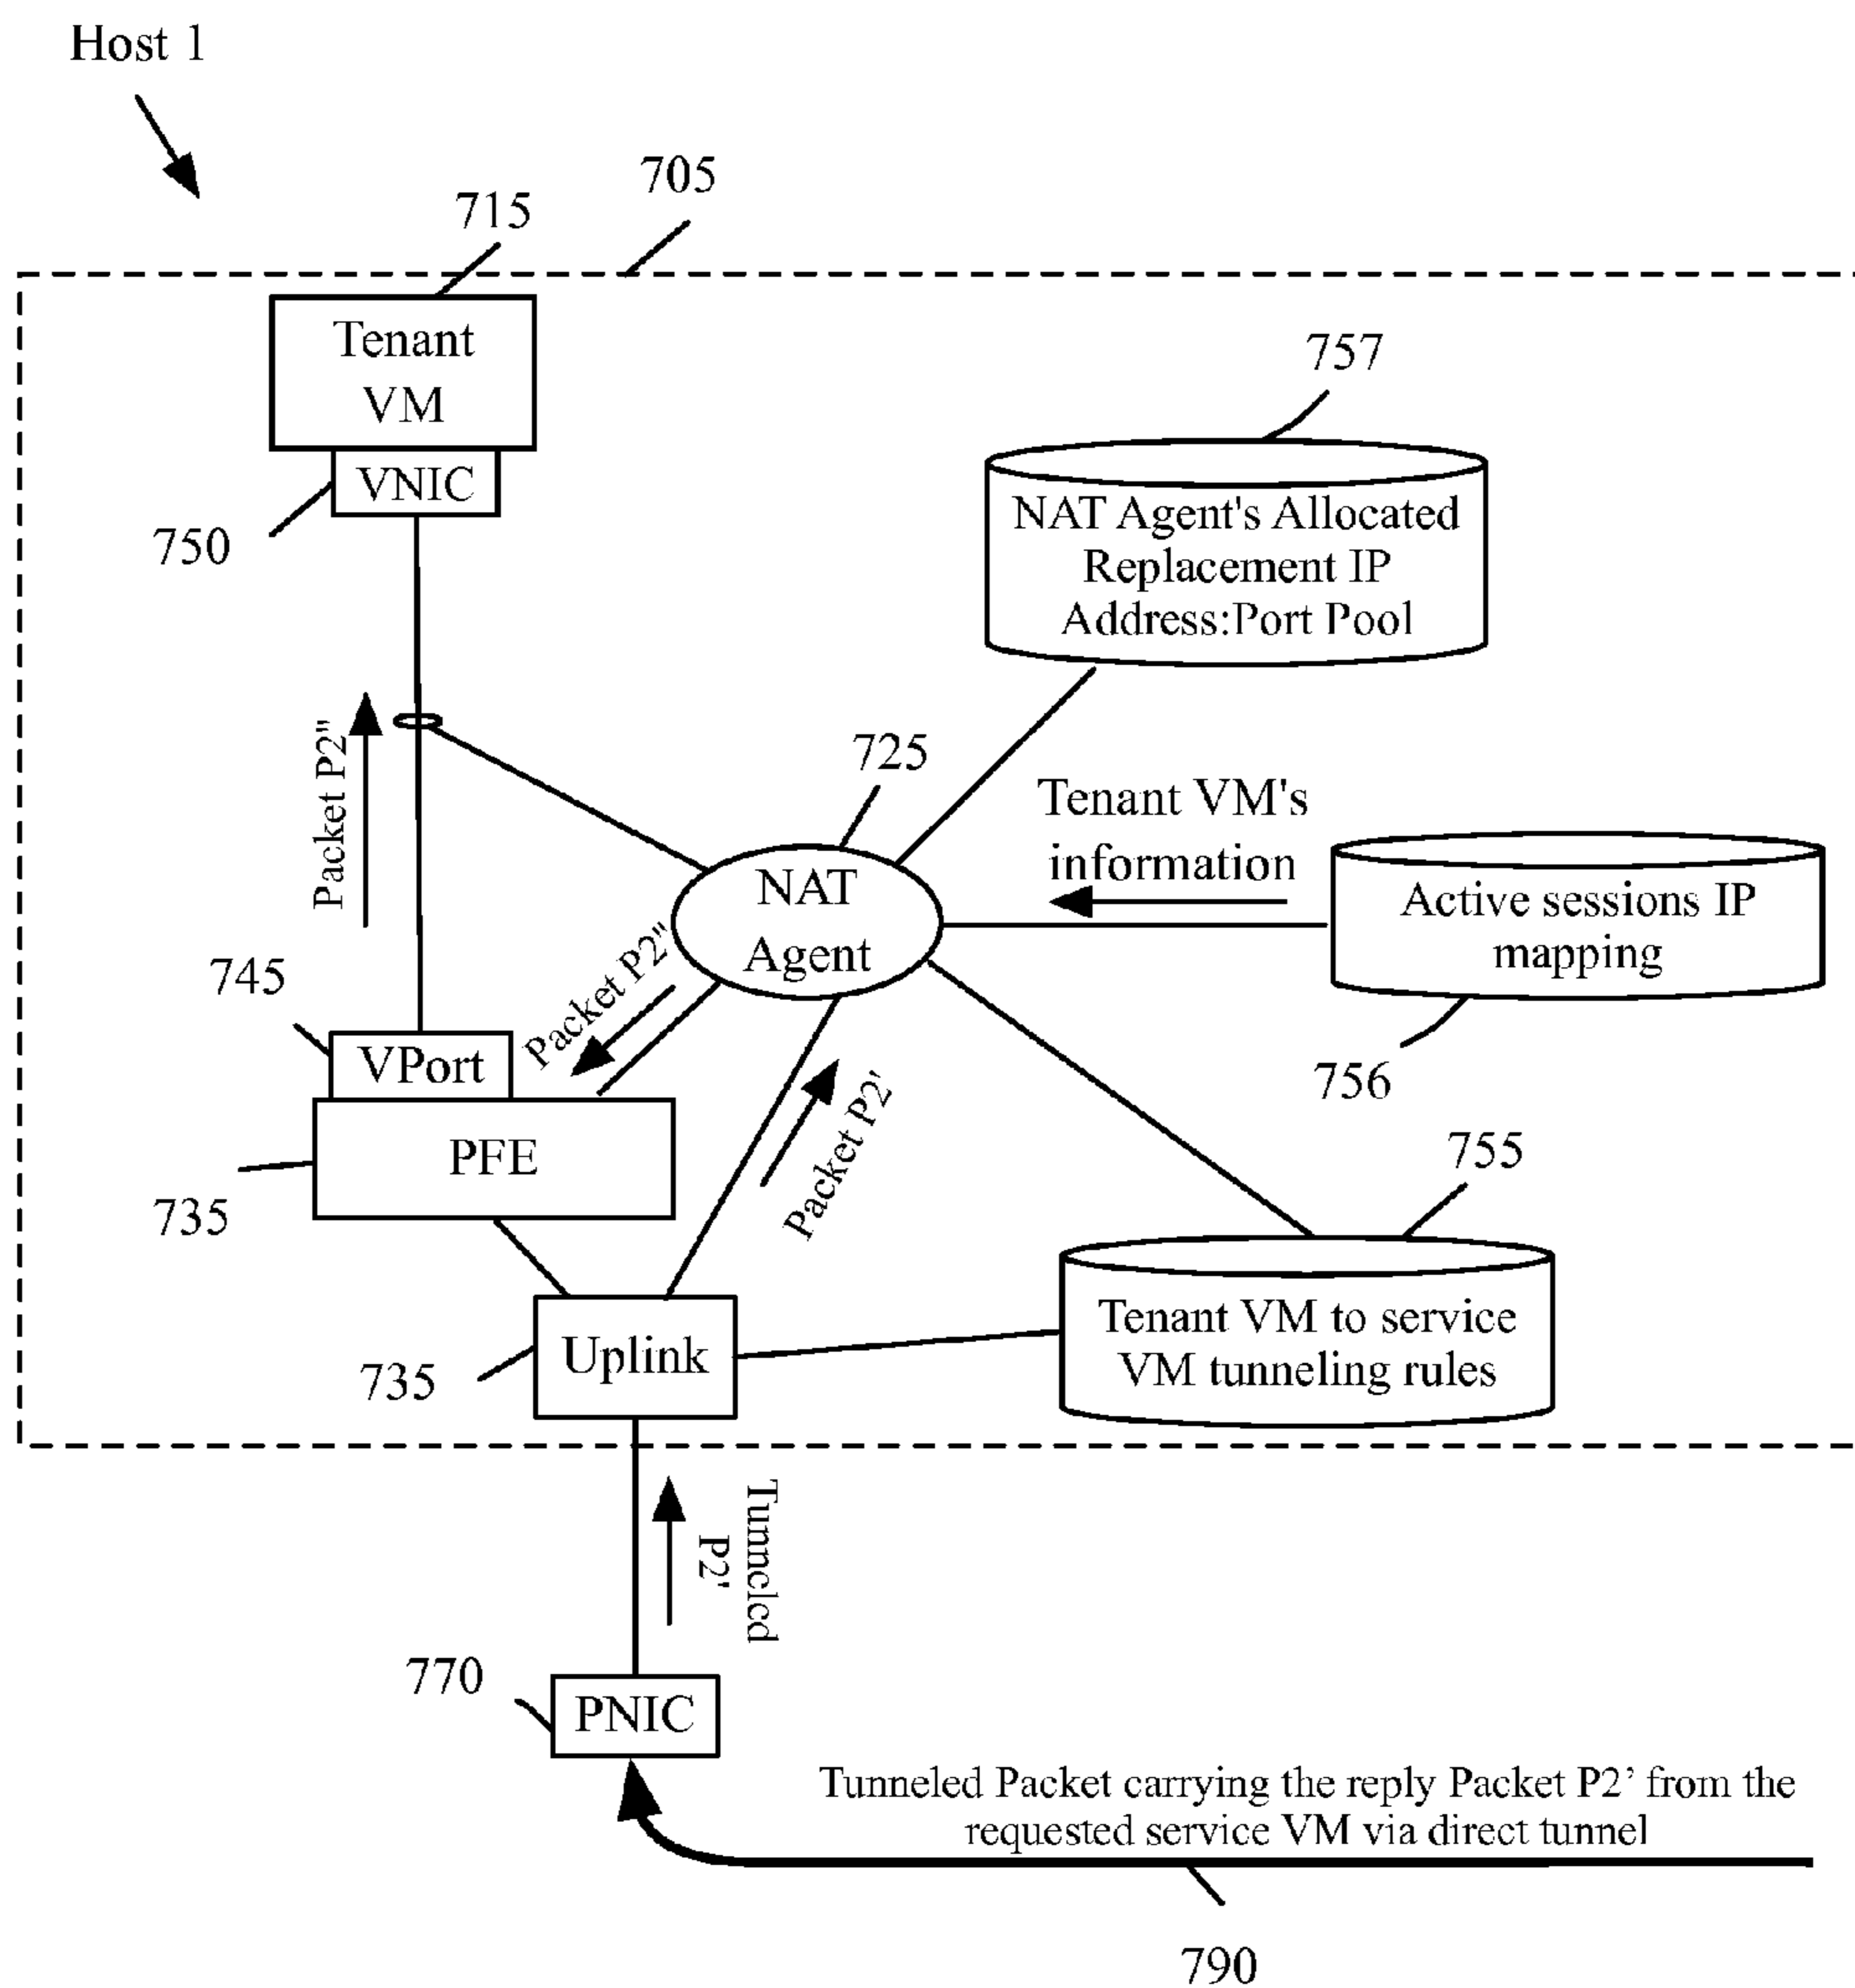 Host 1
705
715
Tenant
VM
VNIC
750
757
NAT Agent's Allocated
Replacement IP
Address:Port Pool
Packet P2"
725
Tenant VM's
information
NAT
Agent
Active sessions IP
mapping
756
Packet P2"
745
VPort
PFE
735
Packet P2'
755
Tenant VM to service
VM tunneling rules
Uplink
735
Tunneled
P2'
770
PNIC
Tunneled Packet carrying the reply Packet P2’ from the
requested service VM via direct tunnel
790